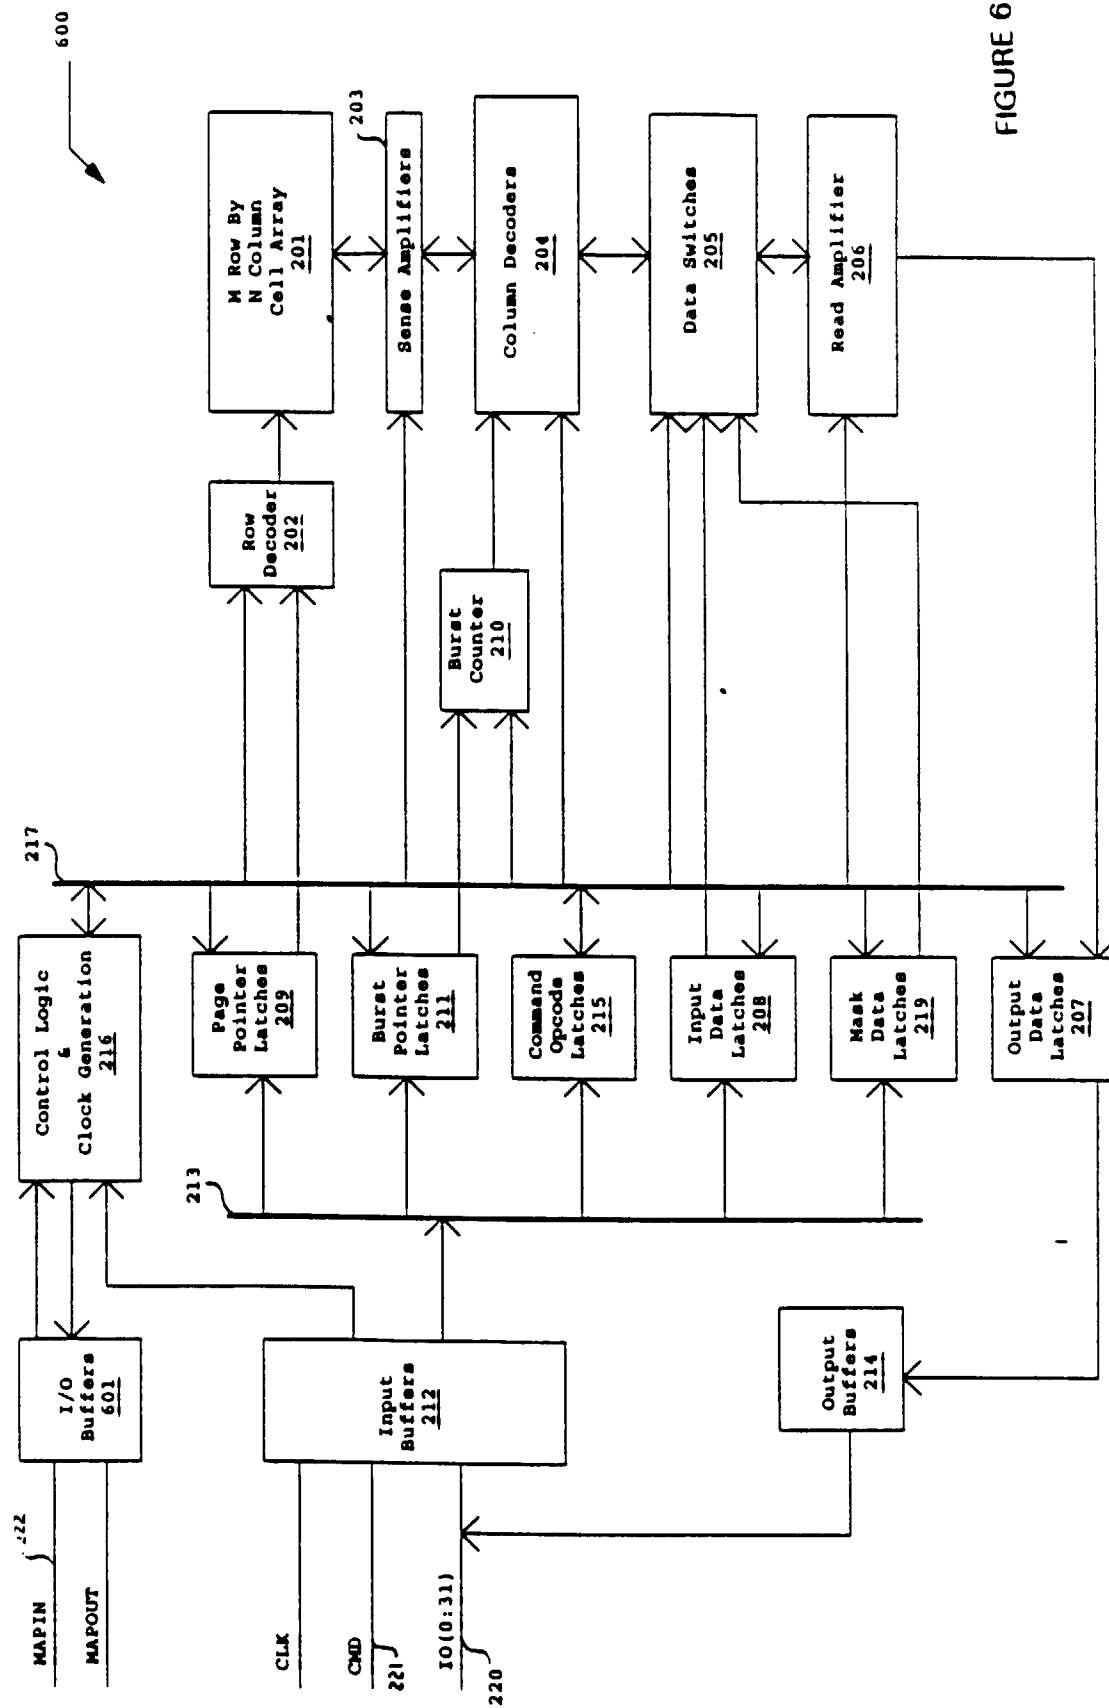 600
M Row By
N Column
Cell Array
201
Row
Decoder
202
203
Sense Amplifiers
Column Decoders
204
Burst
Counter
210
Data Switches
205
Read Amplifier
206
217
Control Logic
&
Clock Generation
216
Page
Pointer
Latches
209
Burst
Pointer
Latches
211
Command
Opcode
Latches
215
Input
Data
Latches
208
Mask
Data
Latches
219
Output
Data
Latches
207
213
I/O
Buffers
601
Input
Buffers
212
Output
Buffers
214
MAPIN
222
MAPOUT
CLK
CMD
221
IO(0:31)
220
FIGURE 6